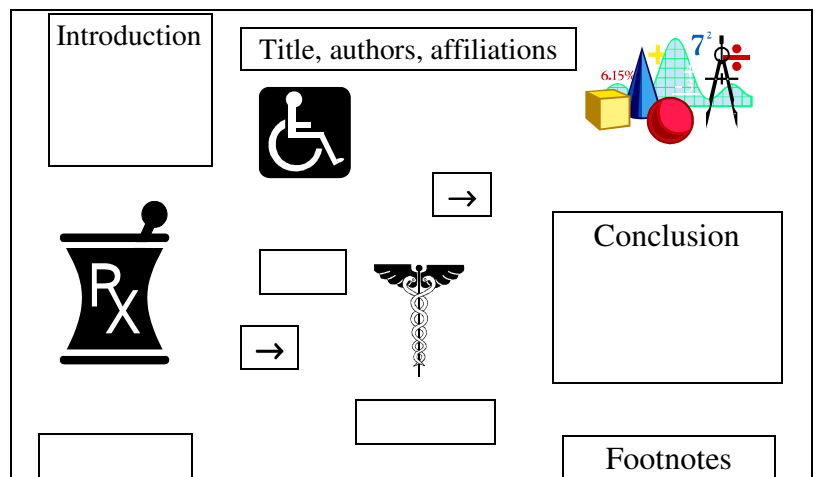 Introduction
Title, authors, affiliations
7²
6.15%
→
Rx
Conclusion
→
Footnotes